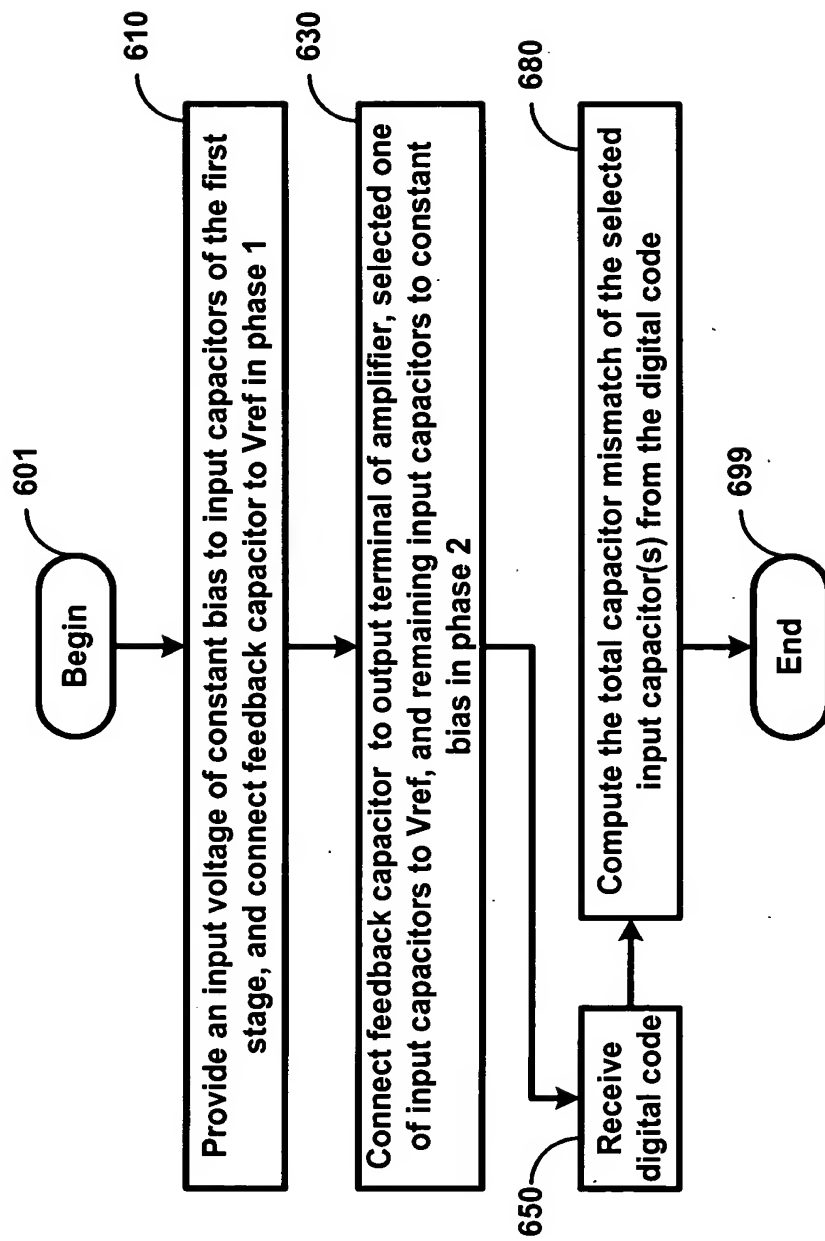 601
Begin
610
Provide an input voltage of constant bias to input capacitors of the first
stage, and connect feedback capacitor to Vref in phase 1
630
Connect feedback capacitor to output terminal of amplifier, selected one
of input capacitors to Vref, and remaining input capacitors to constant
bias in phase 2
650
Receive
digital code
680
Compute the total capacitor mismatch of the selected
input capacitor(s) from the digital code
699
End